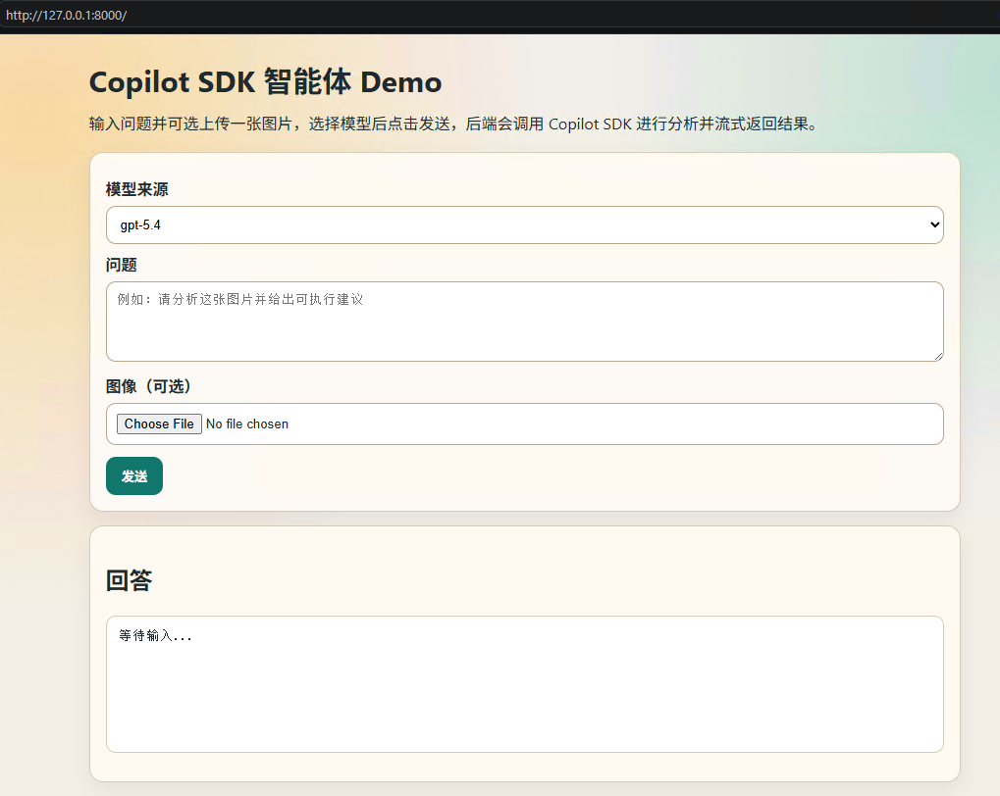 http://127.0.0.1:8000/
Copilot SDK 智能体 Demo
输入问题并可选上传一张图片，选择模型后点击发送，后端会调用 Copilot SDK 进行分析并流式返回结果。
模型来源
gpt-5.4
问题
例如：请分析这张图片并给出可执行建议
图像（可选）
Choose File No file chosen
发送
回答
等待输入...